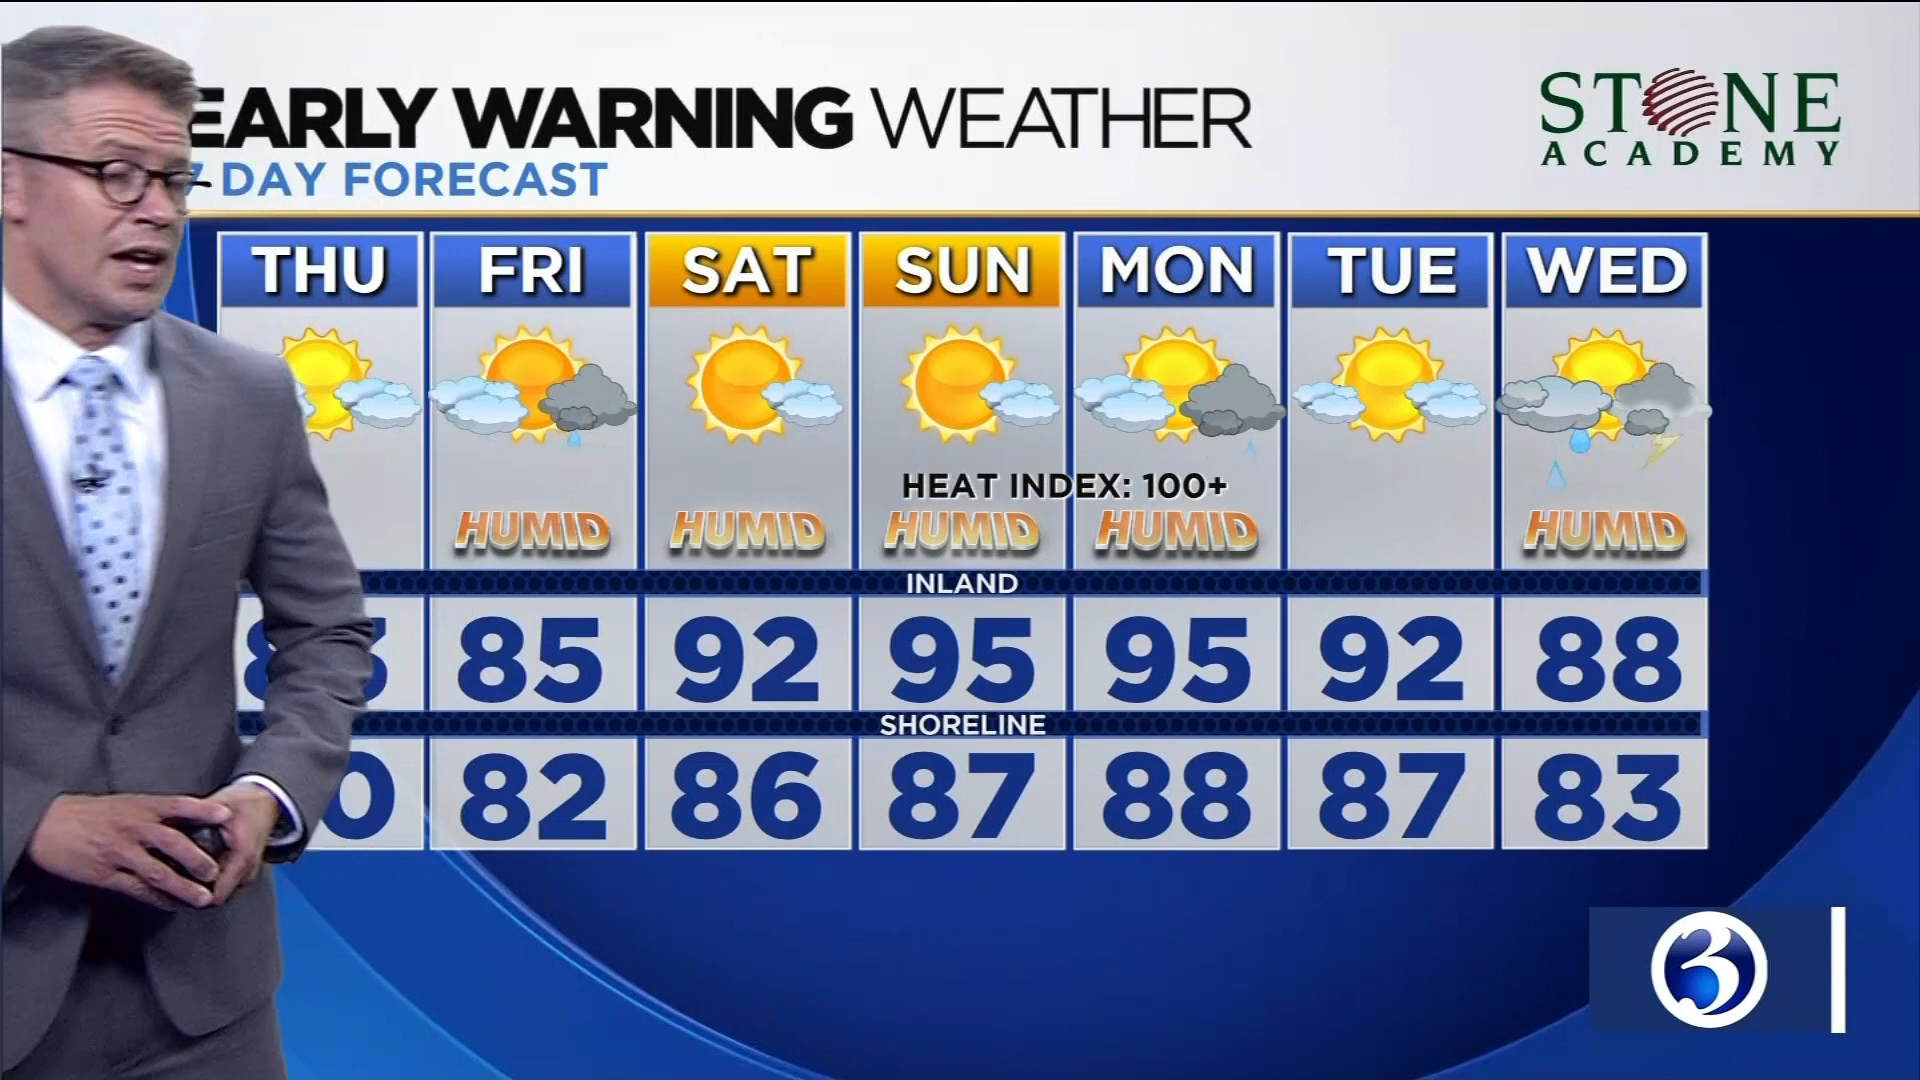 EARLY WARNING WEATHER
7 DAY FORECAST
STONE
ACADEMY
THU FRI SAT SUN MON TUE WED
HEAT INDEX: 100+
HUMID HUMID HUMID HUMID HUMID
INLAND
85 92 95 95 92 88
SHORELINE
82 86 87 88 87 83
3